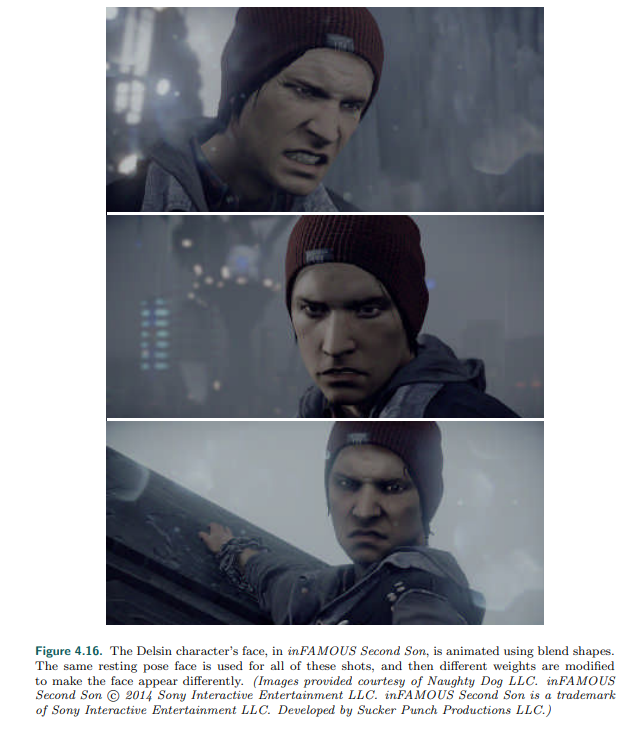 Figure 4.16. The Delsin character's face, in inFAMOUS Second Son, is animated using blend shapes.
The same resting pose face is used for all of these shots, and then different weights are modified
to make the face appear differently. (Images provided courtesy of Naughty Dog LLC. inFAMOUS
Second Son © 2014 Sony Interactive Entertainment LLC. inFAMOUS Second Son is a trademark
of Sony Interactive Entertainment LLC. Developed by Sucker Punch Productions LLC.)